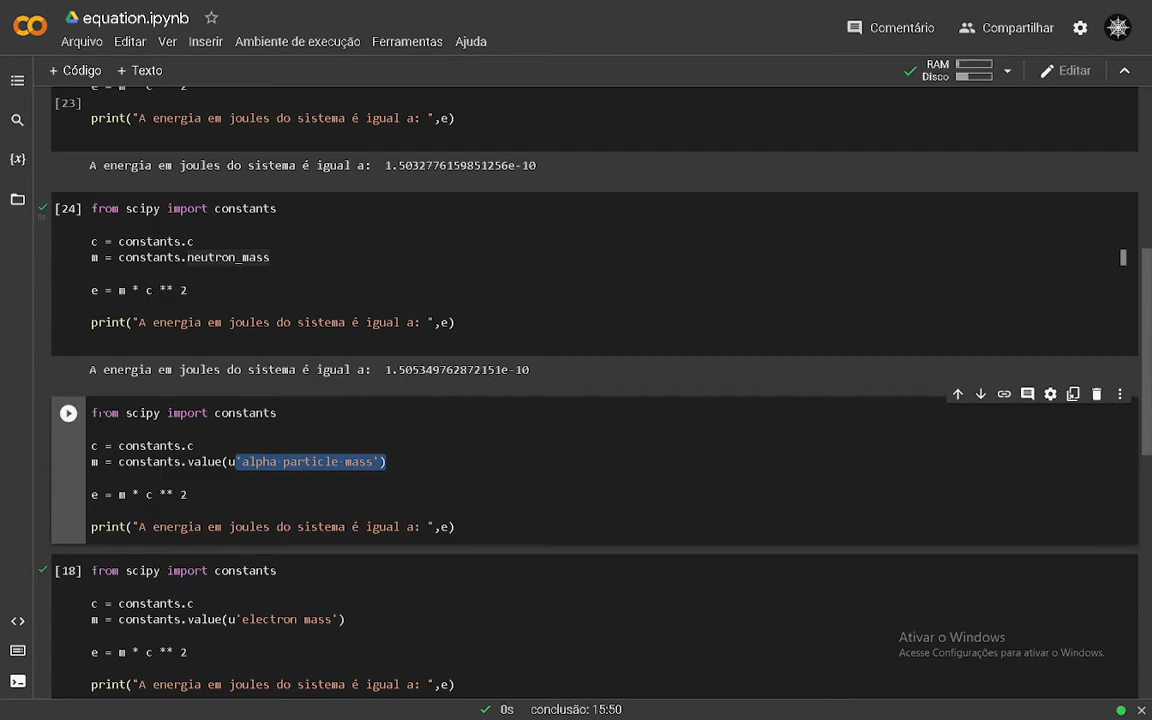 equation.ipynb
Comentário Compartilhar
Arquivo Editar Ver Inserir Ambiente de execução Ferramentas Ajuda
+ Código + Texto
RAM
Disco
Editar
e = m * c ** 2
[23]
print("A energia em joules do sistema é igual a: ",e)
A energia em joules do sistema é igual a: 1.5032776159851256e-10
[24] from scipy import constants
c = constants.c
m = constants.neutron_mass
e = m * c ** 2
print("A energia em joules do sistema é igual a: ",e)
A energia em joules do sistema é igual a: 1.505349762872151e-10
from scipy import constants
c = constants.c
m = constants.value(u'alpha particle mass')
e = m * c ** 2
print("A energia em joules do sistema é igual a: ",e)
[18] from scipy import constants
c = constants.c
m = constants.value(u'electron mass')
e = m * c ** 2
print("A energia em joules do sistema é igual a: ",e)
Ativar o Windows
Acesse Configurações para ativar o Windows.
0s conclusão: 15:50